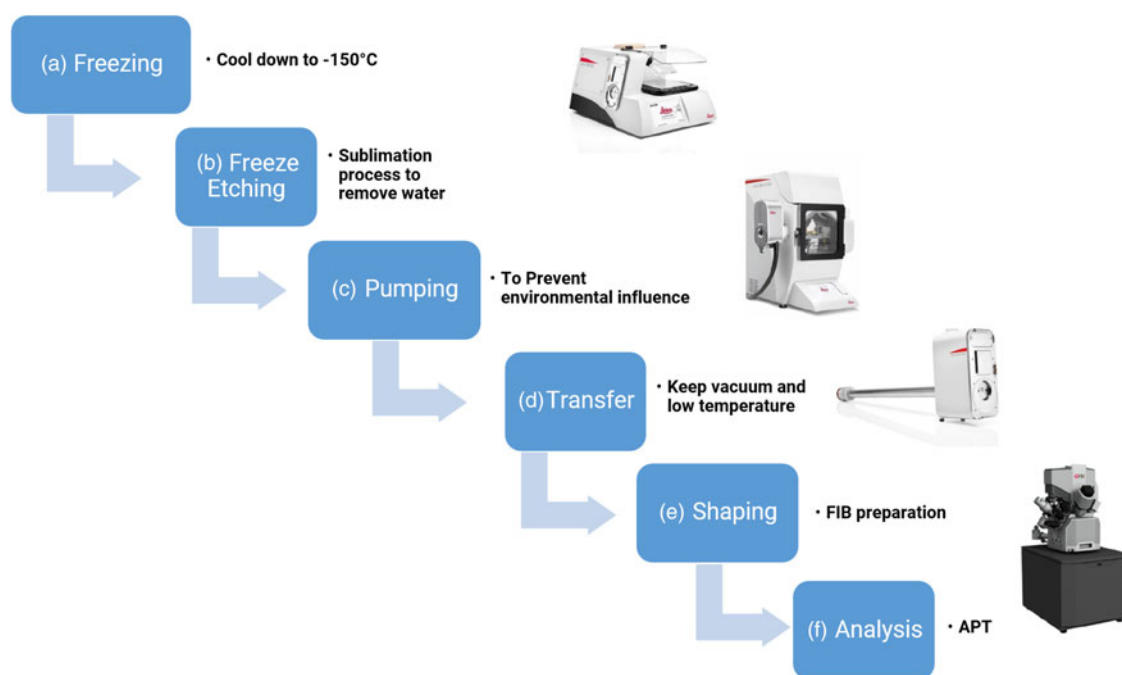 (a) Freezing
· Cool down to -150°C
(b) Freeze
Etching
· Sublimation
process to
remove water
(c) Pumping
· To Prevent
environmental influence
(d)Transfer
· Keep vacuum and
low temperature
(e) Shaping
· FIB preparation
(f) Analysis
· APT